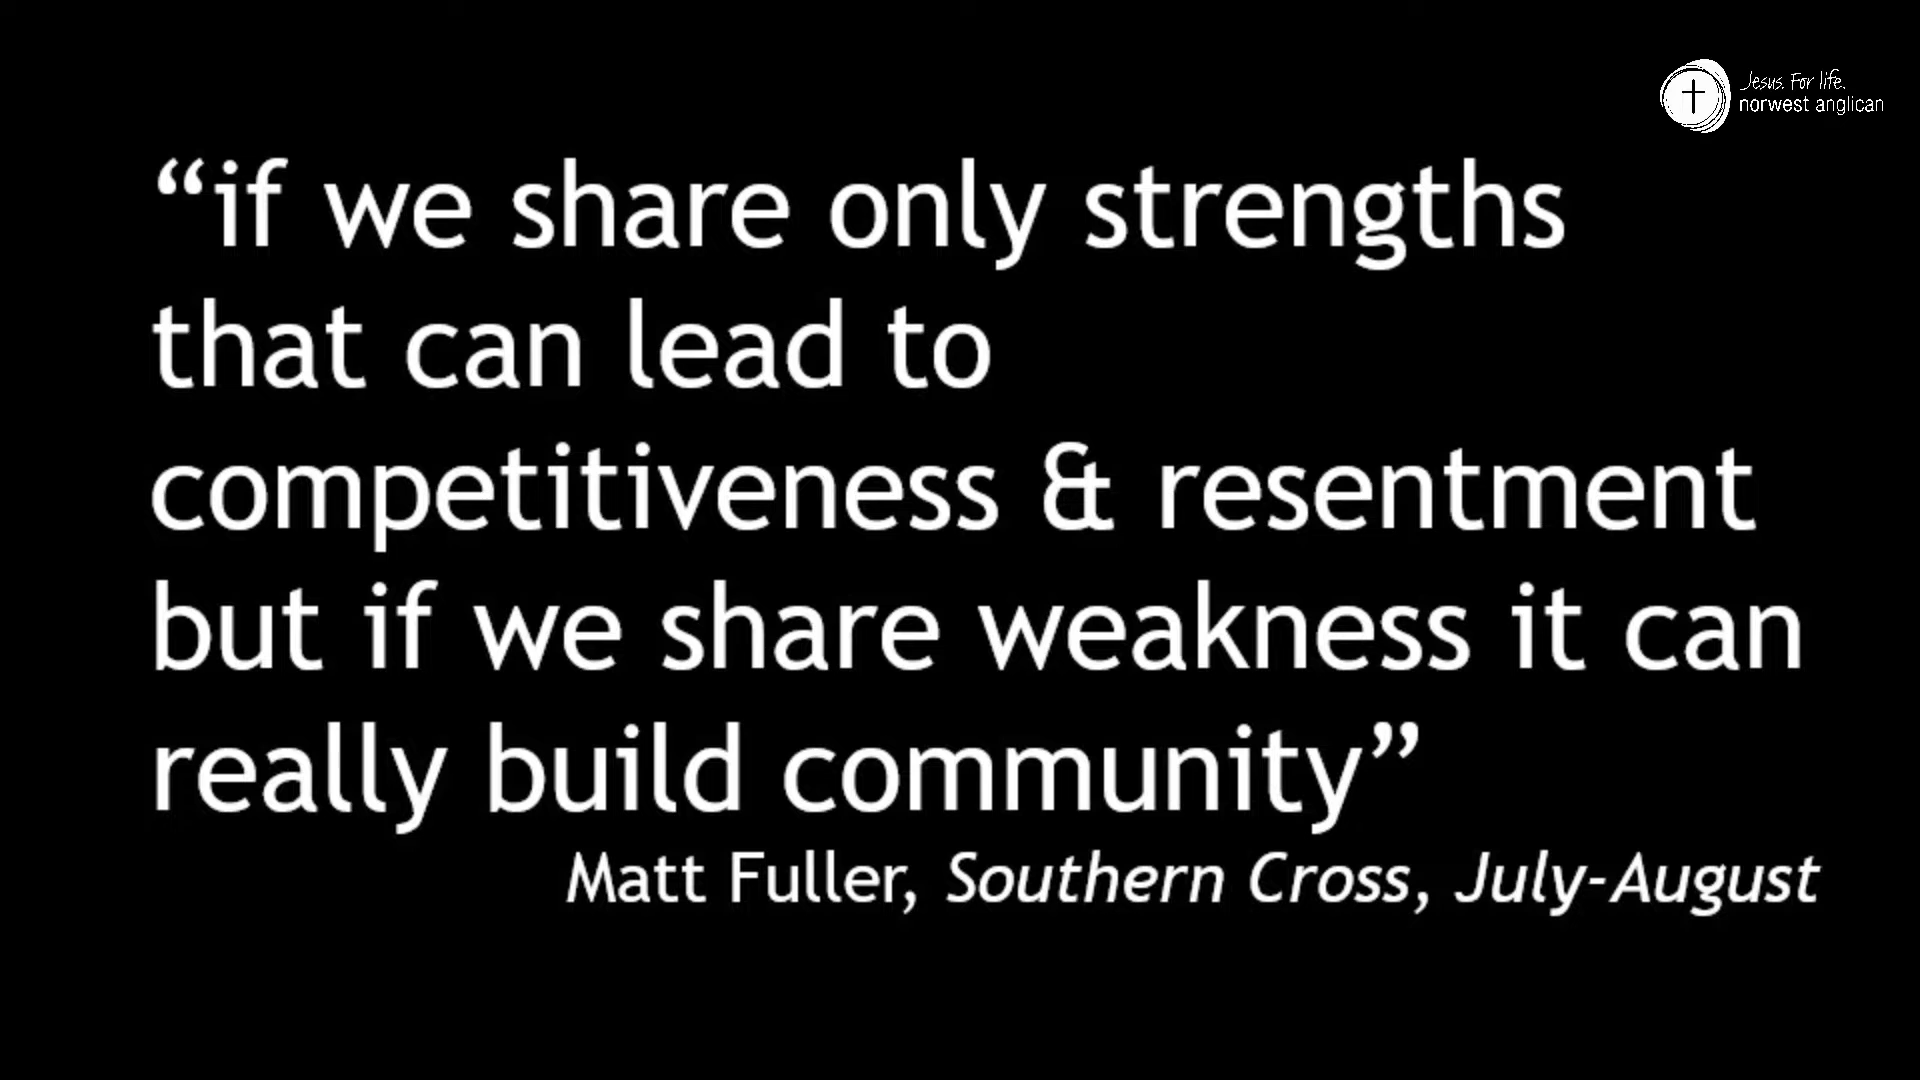 Jesus. For life.
norwest anglican
“if we share only strengths
that can lead to
competitiveness & resentment
but if we share weakness it can
really build community”
Matt Fuller, Southern Cross, July-August